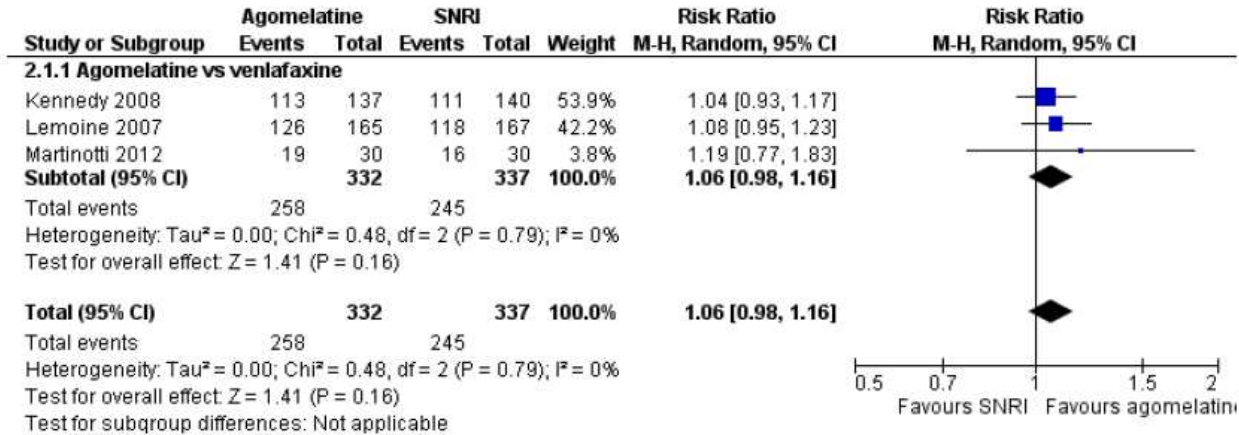 Agomelatine SNRI Risk Ratio Risk Ratio
Study or Subgroup Events Total Events Total Weight M-H, Random, 95% CI M-H, Random, 95% CI
2.1.1 Agomelatine vs venlafaxine
Kennedy 2008 113 137 111 140 53.9% 1.04 [0.93, 1.17]
Lemoine 2007 126 165 118 167 42.2% 1.08 [0.95, 1.23]
Martinotti 2012 19 30 16 30 3.8% 1.19 [0.77, 1.83]
Subtotal (95% CI) 332 337 100.0% 1.06 [0.98, 1.16]
Total events 258 245
Heterogeneity: Tau² = 0.00; Chi² = 0.48, df = 2 (P = 0.79); I² = 0%
Test for overall effect: Z = 1.41 (P = 0.16)
Total (95% CI) 332 337 100.0% 1.06 [0.98, 1.16]
Total events 258 245
Heterogeneity: Tau² = 0.00; Chi² = 0.48, df = 2 (P = 0.79); I² = 0%
Test for overall effect: Z = 1.41 (P = 0.16)
Test for subgroup differences: Not applicable
0.5 0.7 1 1.5 2
Favours SNRI Favours agomelatin